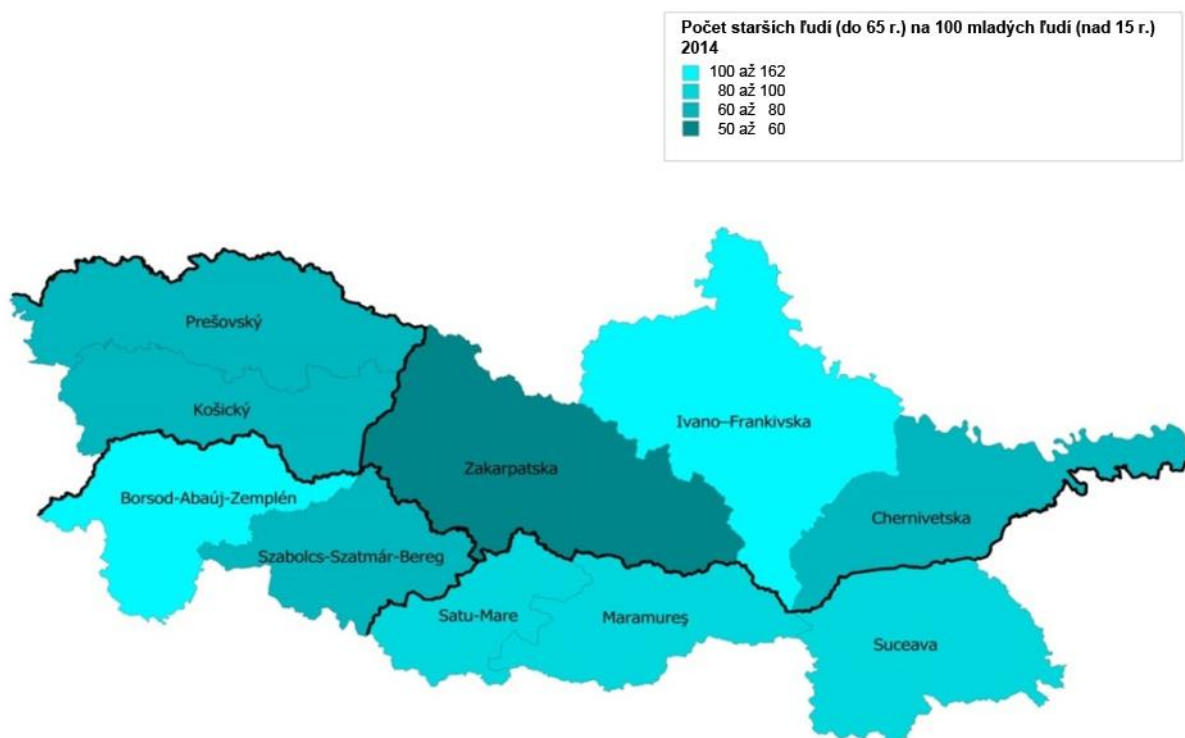 Počet starších ľudí (do 65 r.) na 100 mladých ľudí (nad 15 r.)
2014
100 až 162
80 až 100
60 až 80
50 až 60
Prešovský
Košický
Ivano–Frankivska
Zakarpatska
Borsod-Abaúj-Zemplén
Chernivetska
Szabolcs-Szatmár-Bereg
Satu-Mare
Maramureş
Suceava